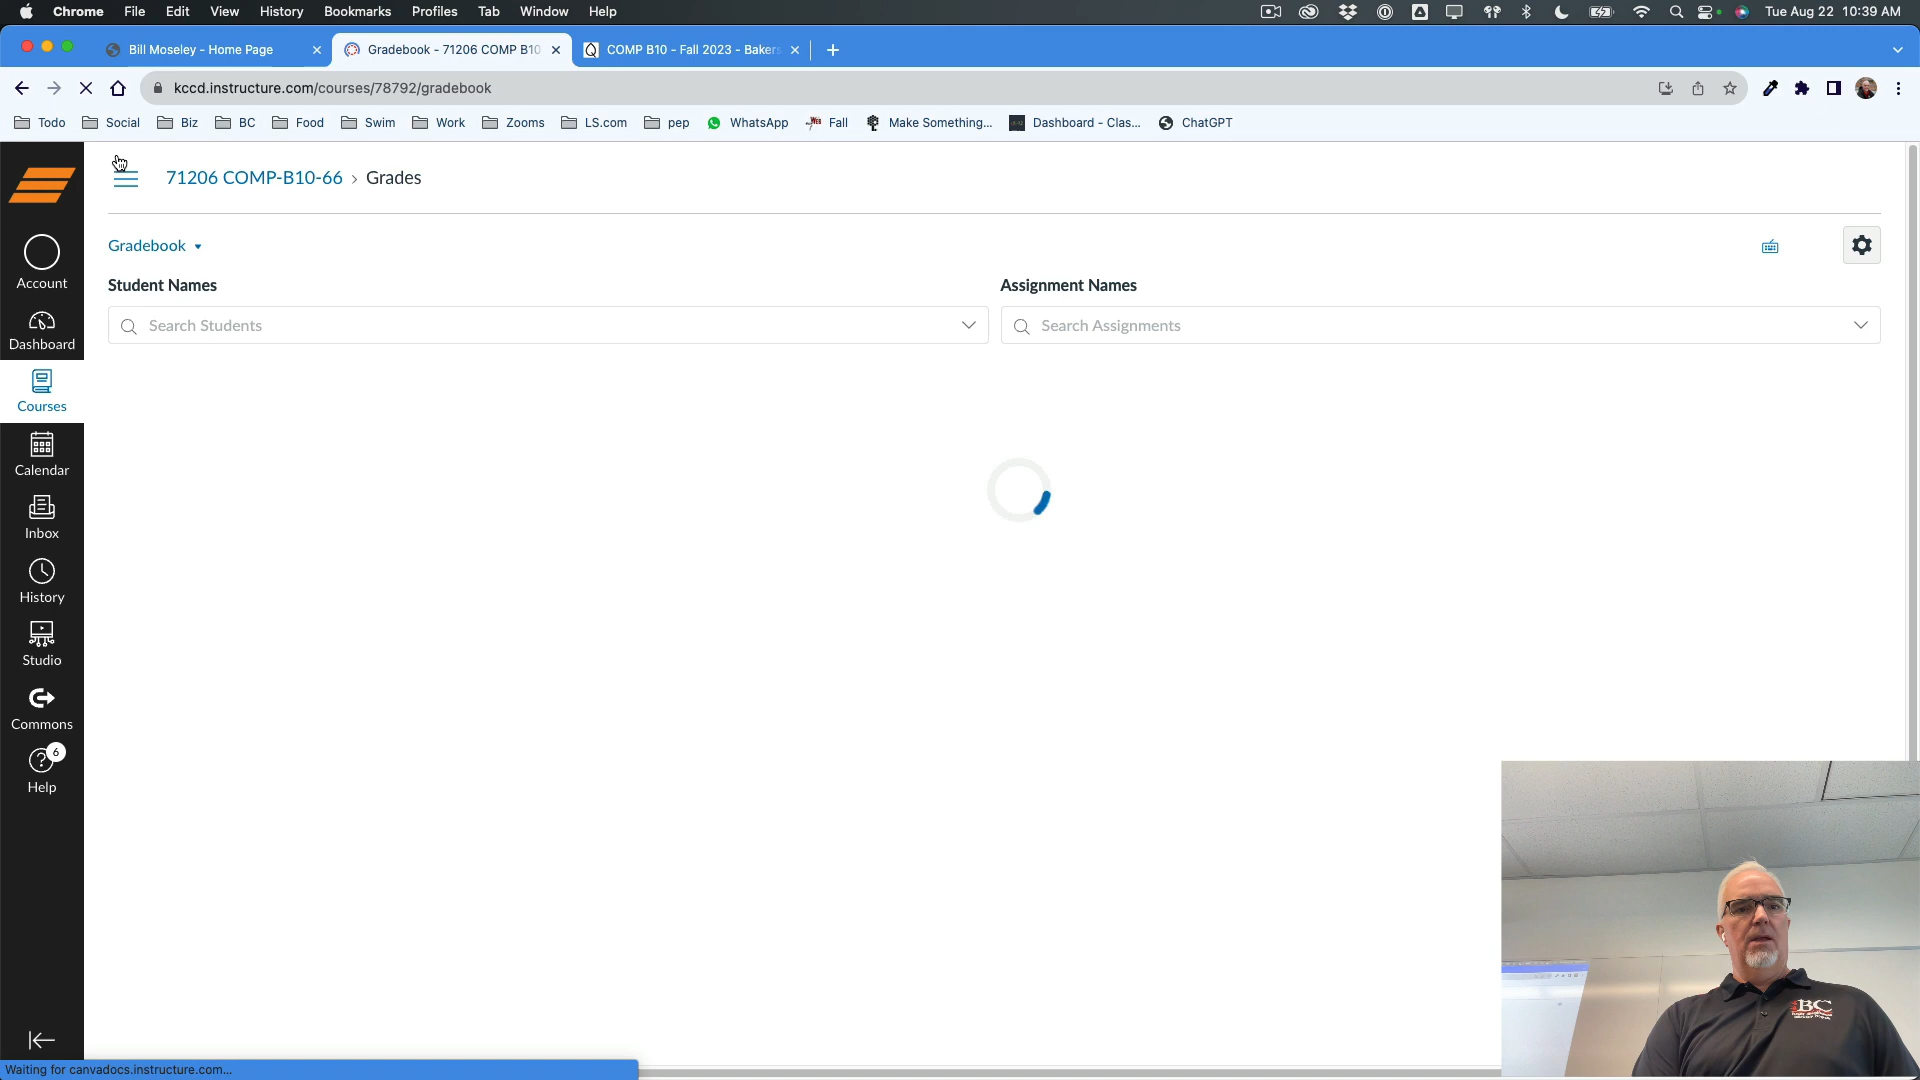 Chrome File Edit View History Bookmarks Profiles Tab Window Help Tue Aug 22 10:39 AM
Bill Moseley - Home Page Gradebook - 71206 COMP B10 COMP B10 - Fall 2023 - Bakers
kccd.instructure.com/courses/78792/gradebook
Todo Social Biz BC Food Swim Work Zooms LS.com pep WhatsApp Fall Make Something... Dashboard - Clas... ChatGPT
71206 COMP-B10-66 › Grades
Gradebook
Student Names Assignment Names
Search Students Search Assignments
Account
Dashboard
Courses
Calendar
Inbox
History
Studio
Commons
6
Help
BC
Waiting for canvadocs.instructure.com...